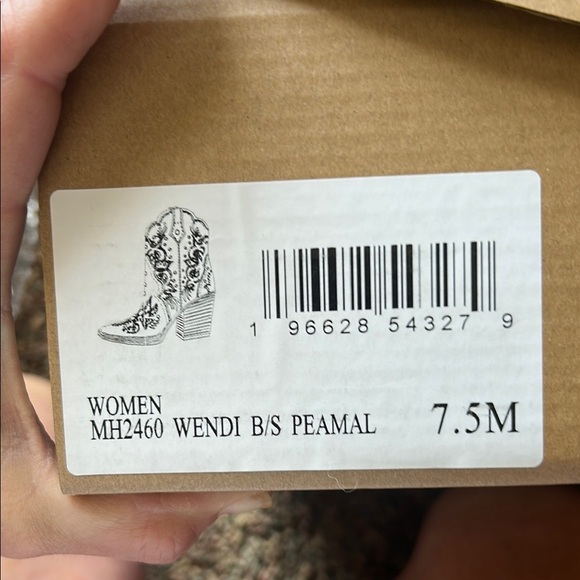 1 96628 54327 9
WOMEN
MH2460 WENDI B/S PEAMAL 7.5M